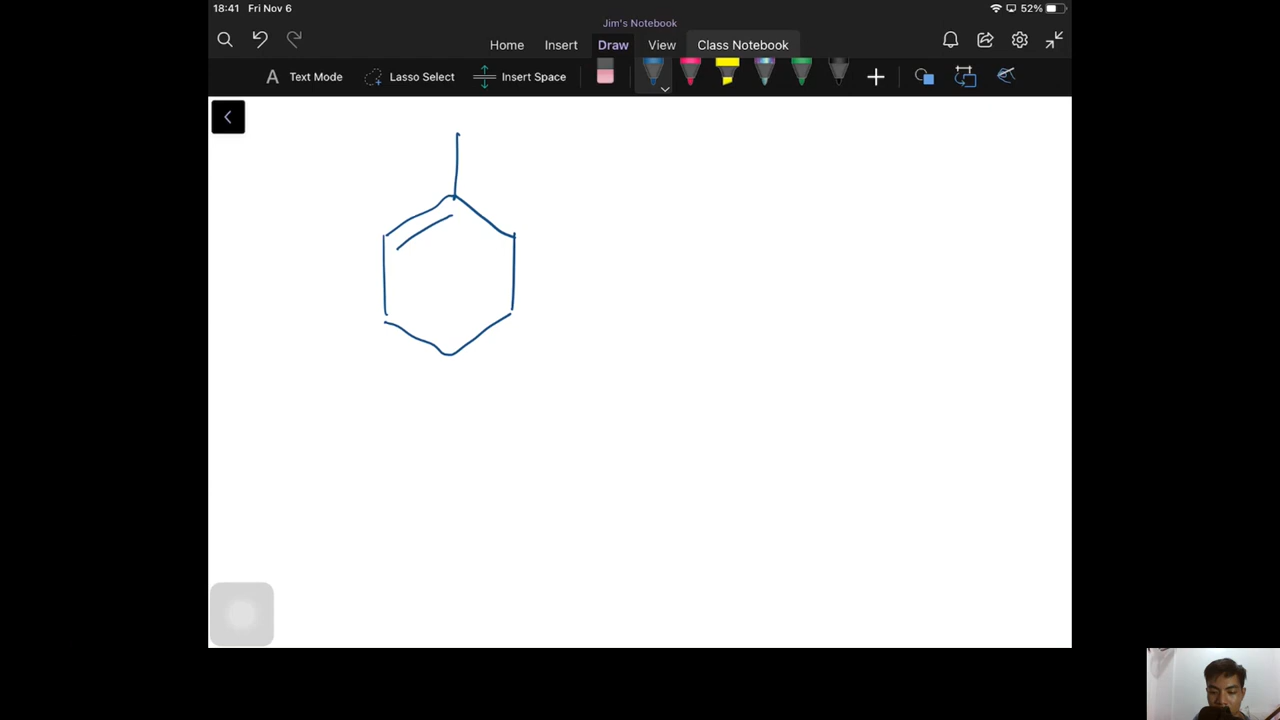 18:41 Fri Nov 6 52%
Jim's Notebook
Home Insert Draw View Class Notebook
A Text Mode Lasso Select Insert Space